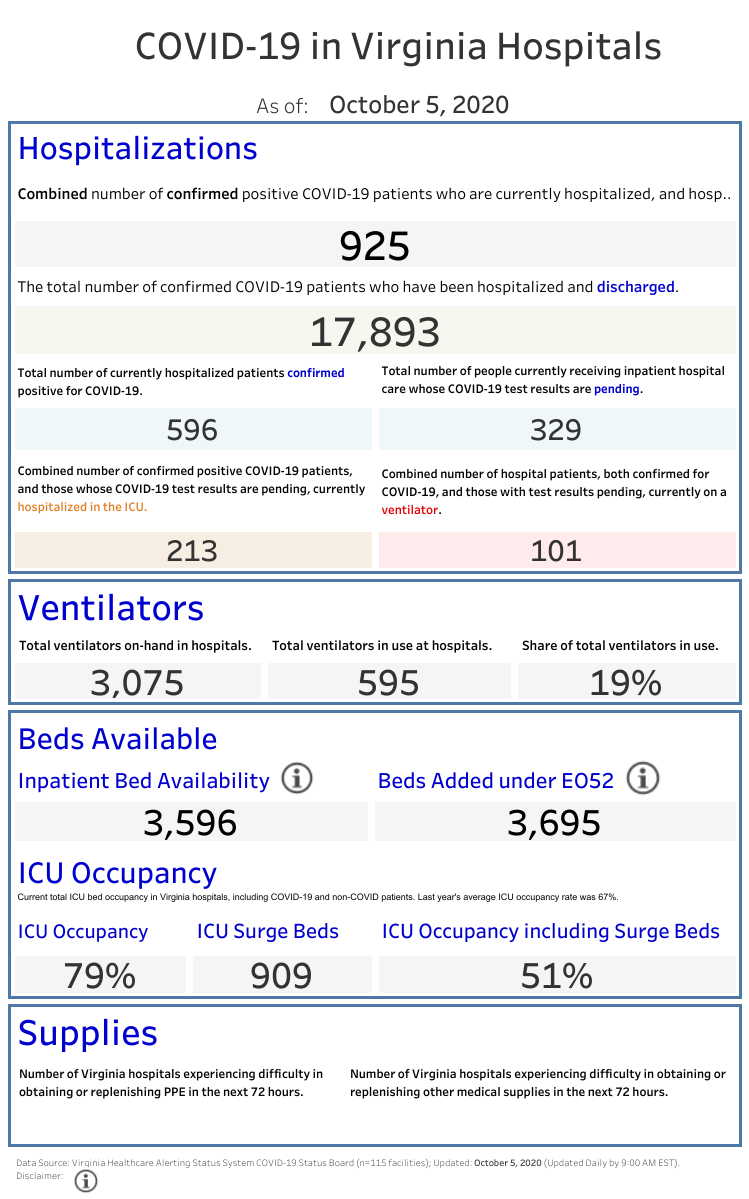 COVID-19 in Virginia Hospitals
As of: October 5, 2020
Hospitalizations
Combined number of confirmed positive COVID-19 patients who are currently hospitalized, and hosp..
925
The total number of confirmed COVID-19 patients who have been hospitalized and discharged.
17,893
Total number of currently hospitalized patients confirmed
positive for COVID-19.
Total number of people currently receiving inpatient hospital
care whose COVID-19 test results are pending.
596
329
Combined number of confirmed positive COVID-19 patients,
and those whose COVID-19 test results are pending, currently
hospitalized in the ICU.
Combined number of hospital patients, both confirmed for
COVID-19, and those with test results pending, currently on a
ventilator.
213
101
Ventilators
Total ventilators on-hand in hospitals.
Total ventilators in use at hospitals.
Share of total ventilators in use.
3,075
595
19%
Beds Available
Inpatient Bed Availability
Beds Added under EO52
3,596
3,695
ICU Occupancy
Current total ICU bed occupancy in Virginia hospitals, including COVID-19 and non-COVID patients. Last year's average ICU occupancy rate was 67%.
ICU Occupancy
ICU Surge Beds
ICU Occupancy including Surge Beds
79%
909
51%
Supplies
Number of Virginia hospitals experiencing difficulty in
obtaining or replenishing PPE in the next 72 hours.
Number of Virginia hospitals experiencing difficulty in obtaining or
replenishing other medical supplies in the next 72 hours.
Data Source: Virginia Healthcare Alerting Status System COVID-19 Status Board (n=115 facilities); Updated: October 5, 2020 (Updated Daily by 9:00 AM EST).
Disclaimer: